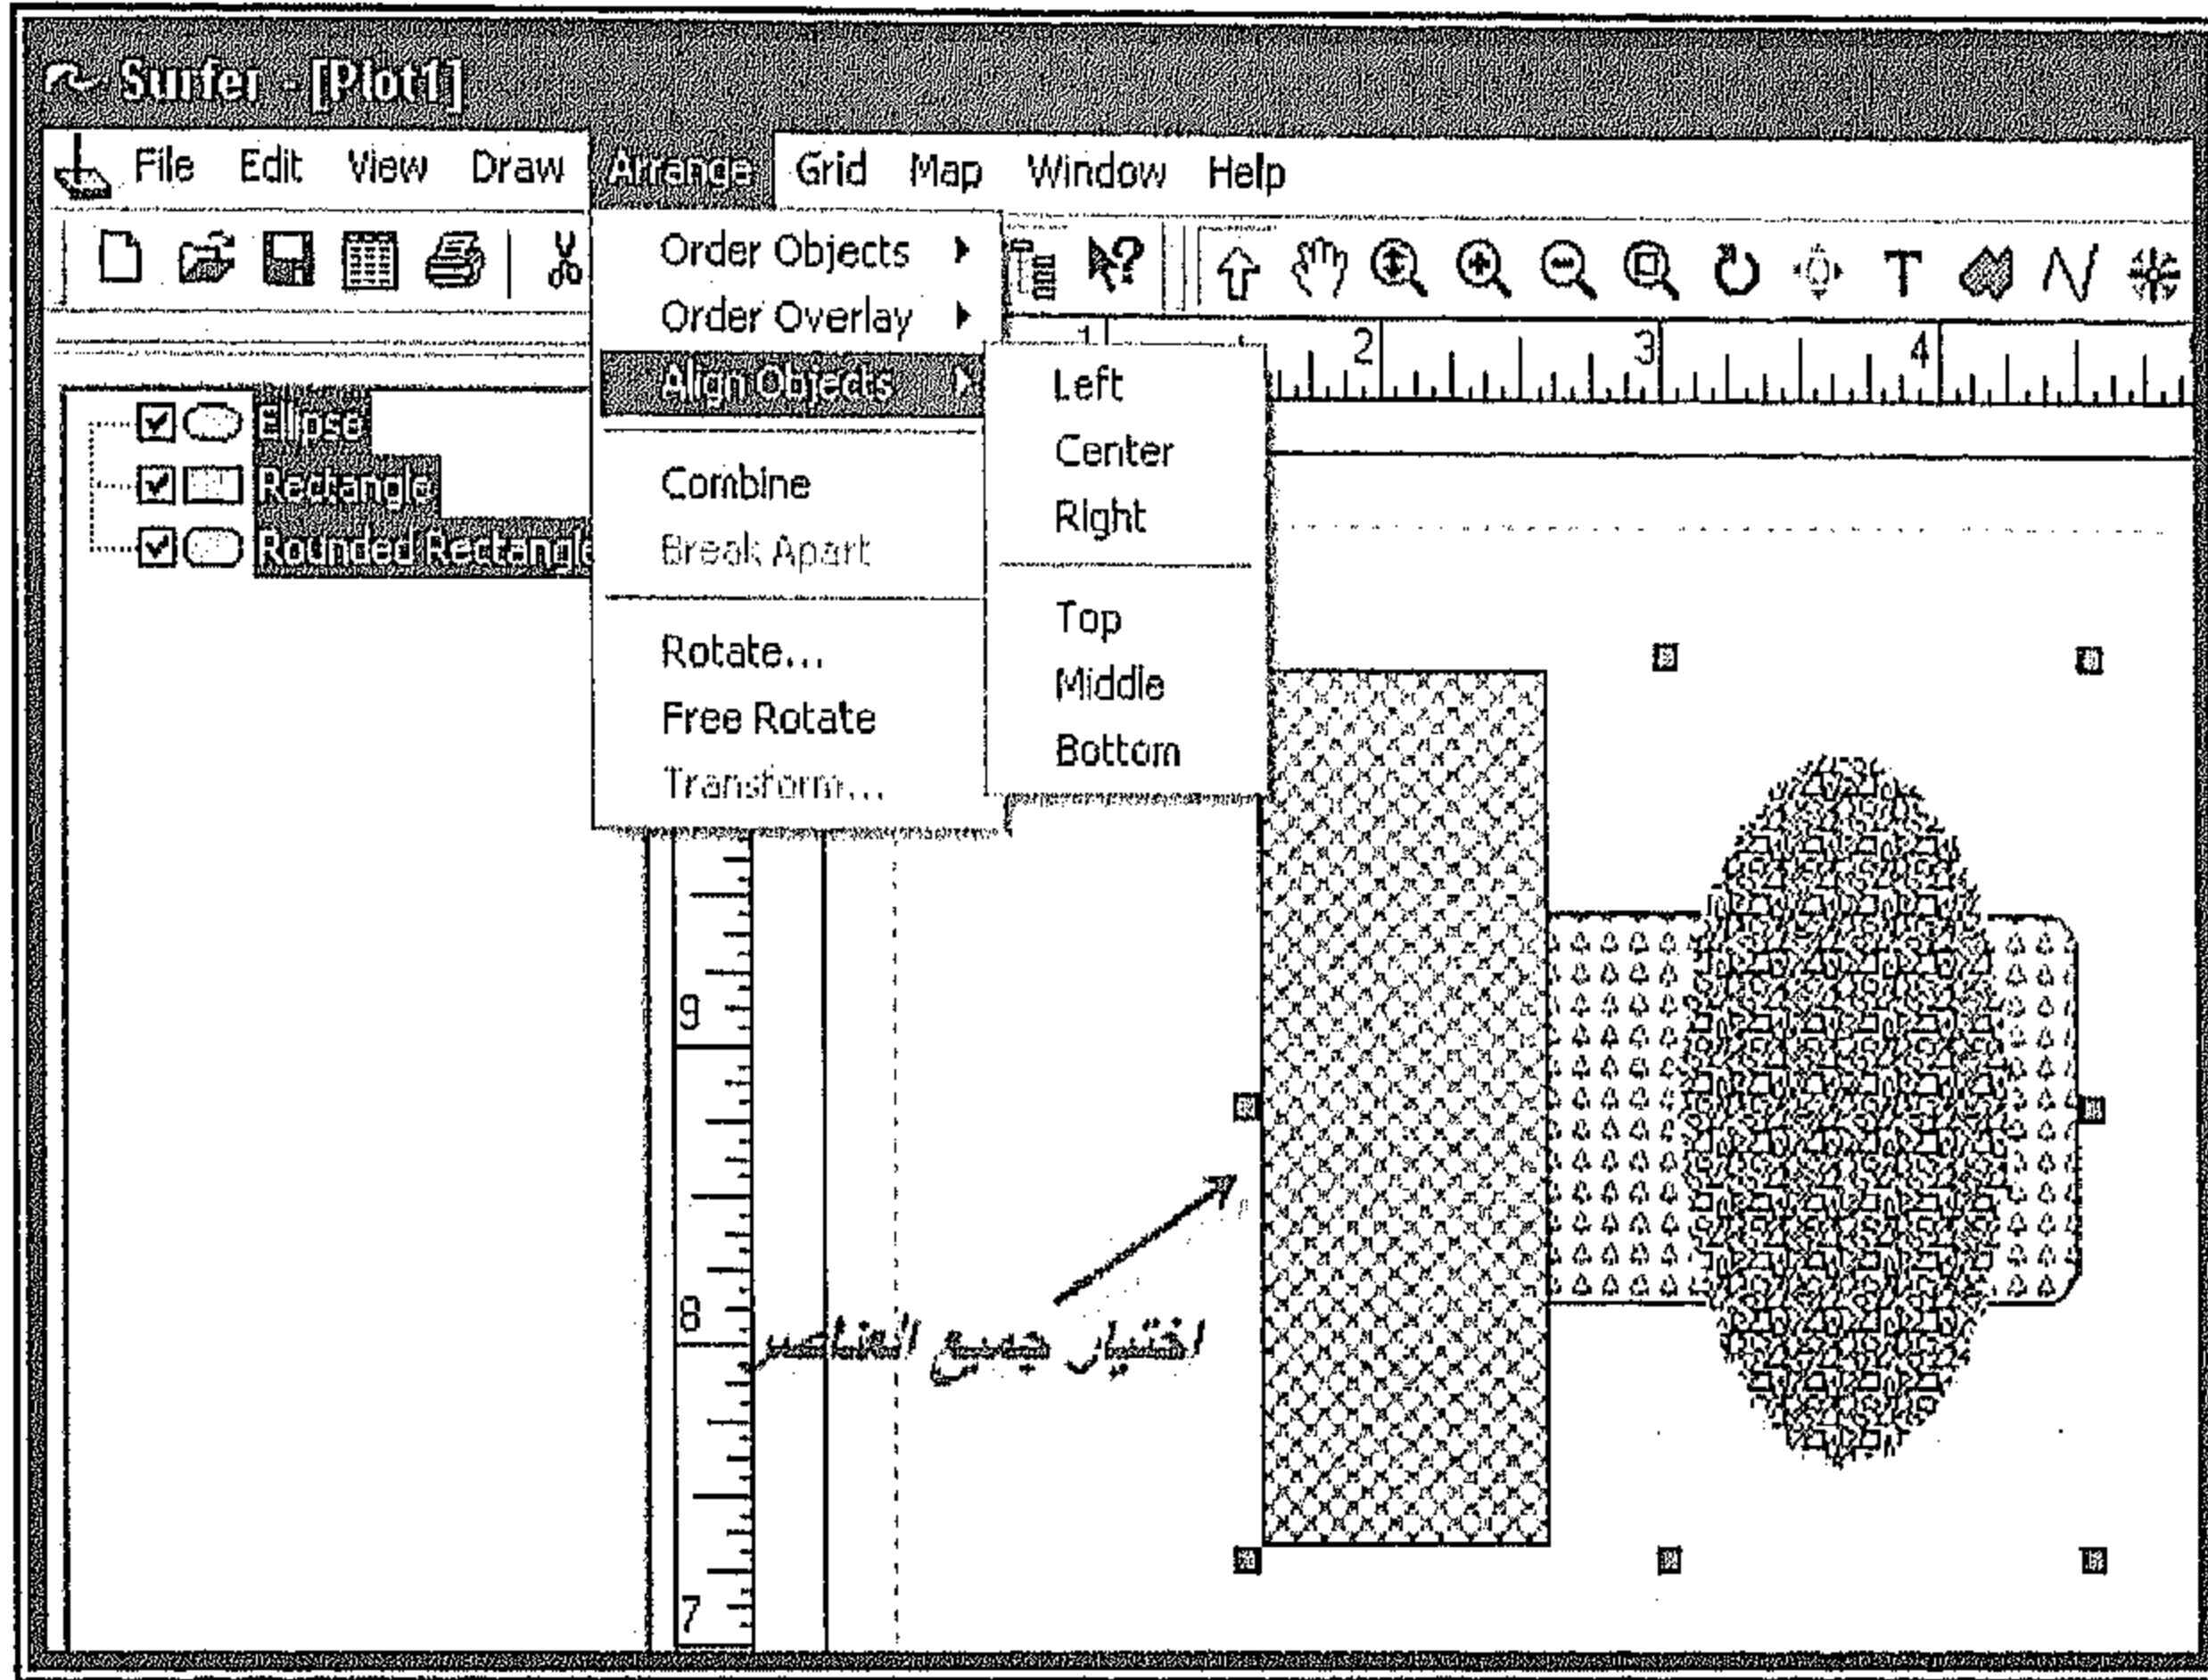 Surfer - [Plot1]
File Edit View Draw Arrange Grid Map Window Help
Order Objects
Order Overlay
Align Objects
Combine
Break Apart
Rotate...
Free Rotate
Transform...
Left
Center
Right
Top
Middle
Bottom
Ellipse
Rectangle
Rounded Rectangle
1 2 3 4
9
8
7
اختيار جميع العناصر